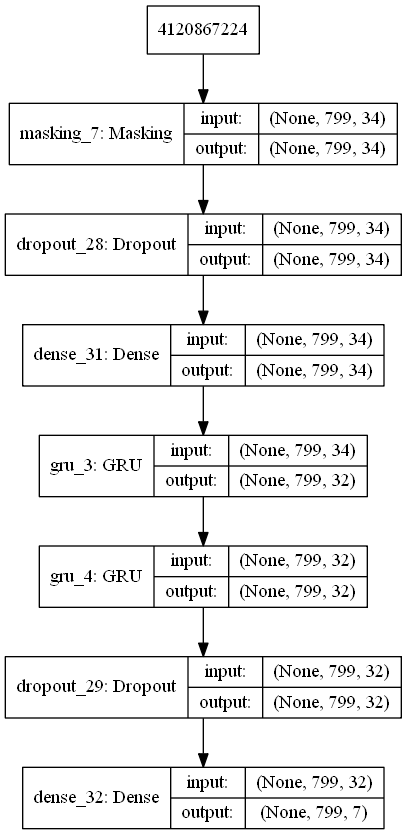 4120867224
masking_7: Masking
input: (None, 799, 34)
output: (None, 799, 34)
dropout_28: Dropout
input: (None, 799, 34)
output: (None, 799, 34)
dense_31: Dense
input: (None, 799, 34)
output: (None, 799, 34)
gru_3: GRU
input: (None, 799, 34)
output: (None, 799, 32)
gru_4: GRU
input: (None, 799, 32)
output: (None, 799, 32)
dropout_29: Dropout
input: (None, 799, 32)
output: (None, 799, 32)
dense_32: Dense
input: (None, 799, 32)
output: (None, 799, 7)